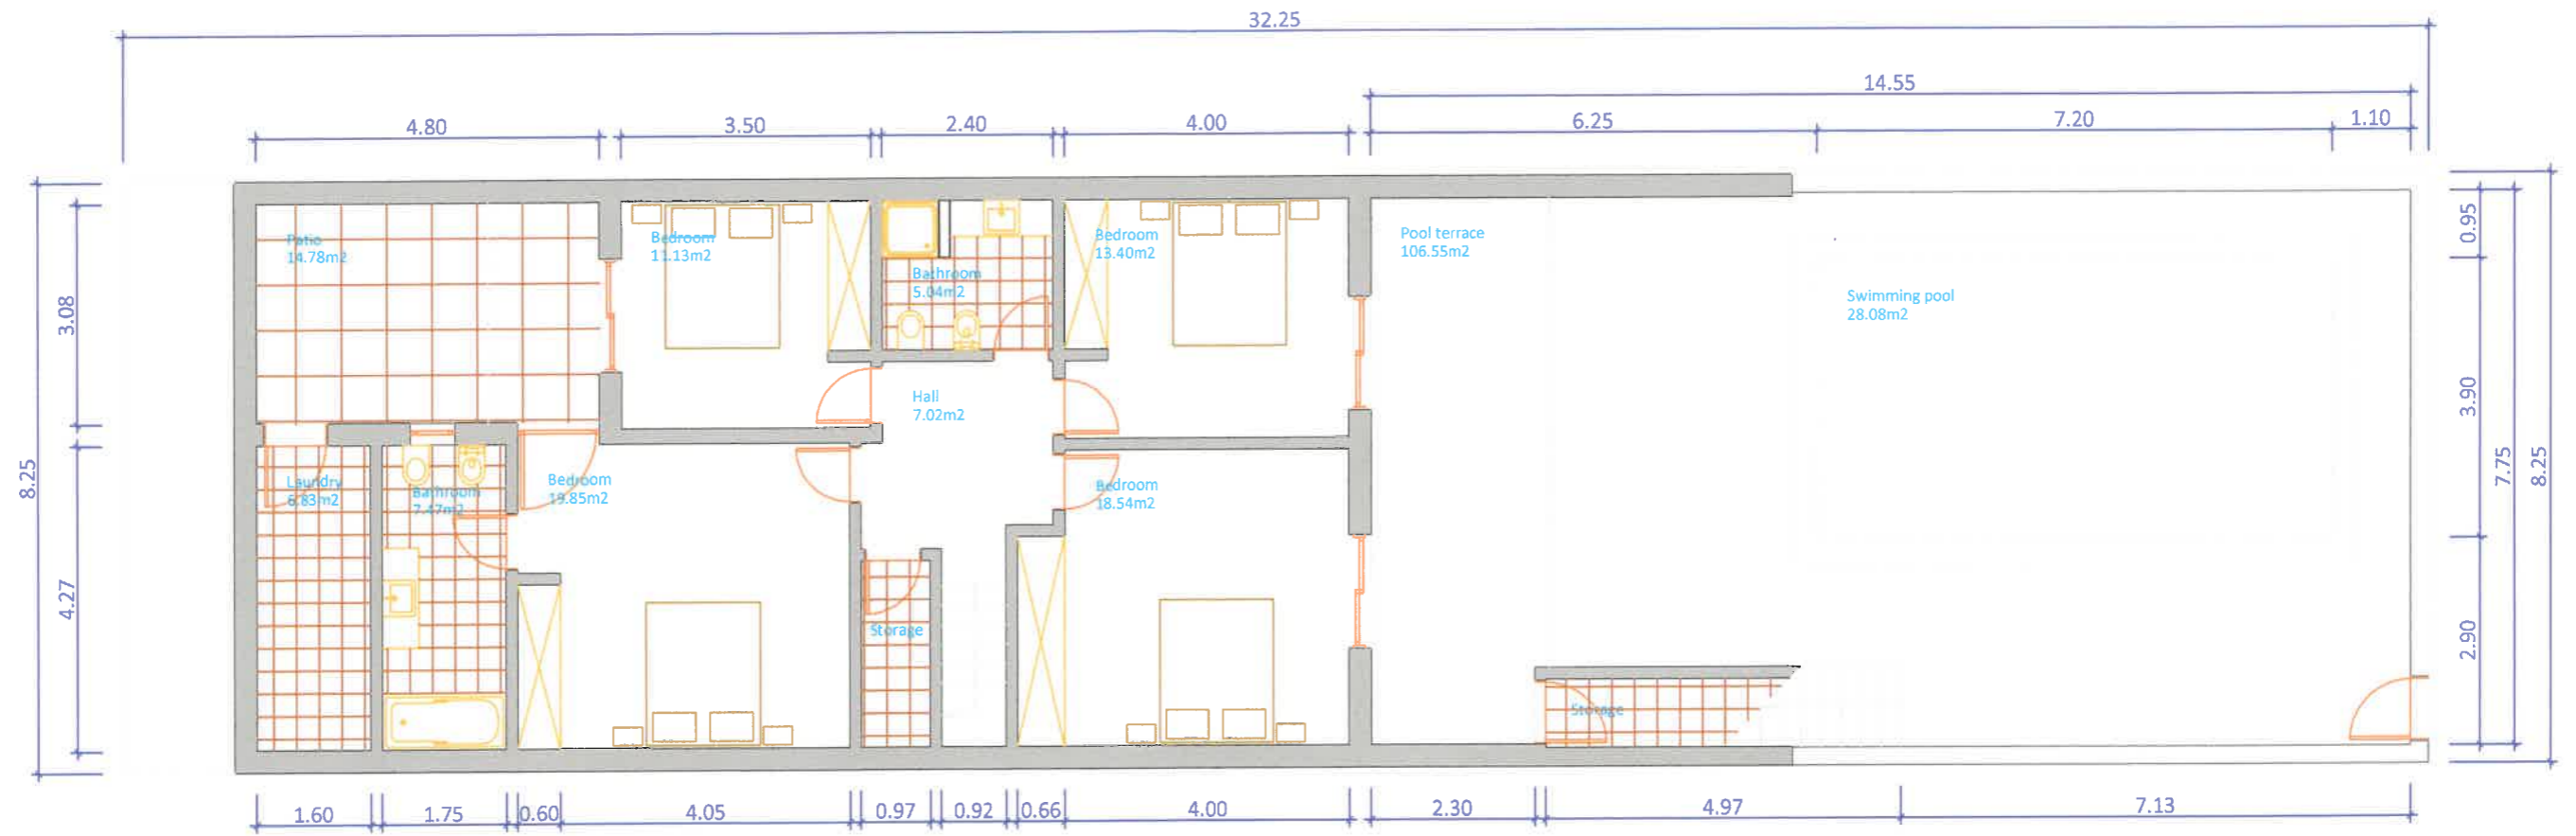 32.25
14.55
4.80
3.50
2.40
4.00
6.25
7.20
1.10
Patio
14.78m2
Bedroom
11.13m2
Bathroom
5.04m2
Bedroom
13.40m2
Pool terrace
106.55m2
Swimming pool
28.08m2
Hall
7.02m2
Laundry
6.83m2
Bathroom
7.47m2
Bedroom
19.85m2
Bedroom
18.54m2
Storage
Storage
8.25
3.08
4.27
0.95
3.90
2.90
7.75
8.25
1.60
1.75
0.60
4.05
0.97
0.92
0.66
4.00
2.30
4.97
7.13